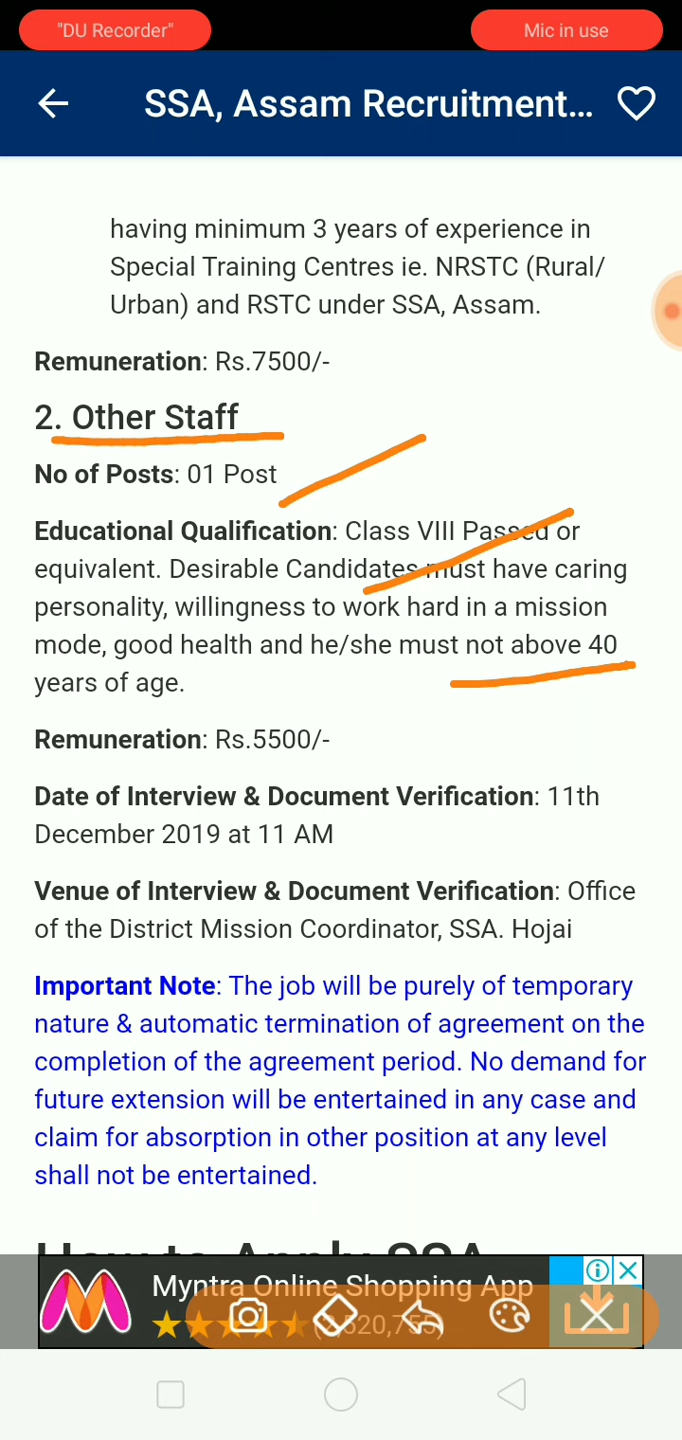 "DU Recorder"
Mic in use
SSA, Assam Recruitment...
having minimum 3 years of experience in
Special Training Centres ie. NRSTC (Rural/
Urban) and RSTC under SSA, Assam.
Remuneration: Rs.7500/-
2. Other Staff
No of Posts: 01 Post
Educational Qualification: Class VIII Passed or
equivalent. Desirable Candidates must have caring
personality, willingness to work hard in a mission
mode, good health and he/she must not above 40
years of age.
Remuneration: Rs.5500/-
Date of Interview & Document Verification: 11th
December 2019 at 11 AM
Venue of Interview & Document Verification: Office
of the District Mission Coordinator, SSA. Hojai
Important Note: The job will be purely of temporary
nature & automatic termination of agreement on the
completion of the agreement period. No demand for
future extension will be entertained in any case and
claim for absorption in other position at any level
shall not be entertained.
How to Apply SSA
Myntra Online Shopping App